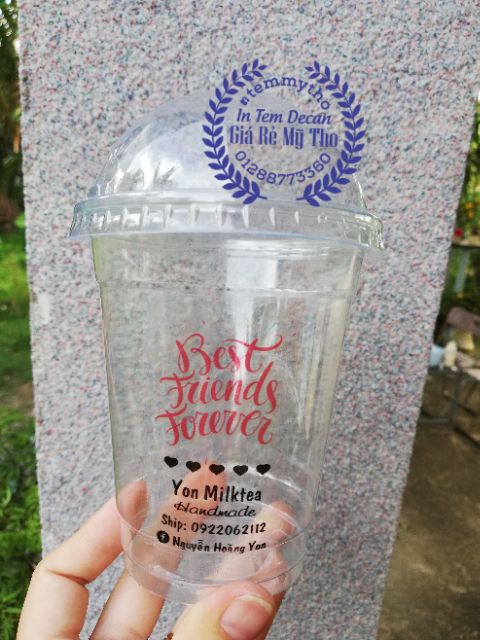 #temmytho
In Tem Decan
Giá Rẻ Mỹ Tho
01288773360
Best
Friends
Forever
Yon Milktea
Handmade
Ship: 0922062112
Nguyễn Hoàng Yon